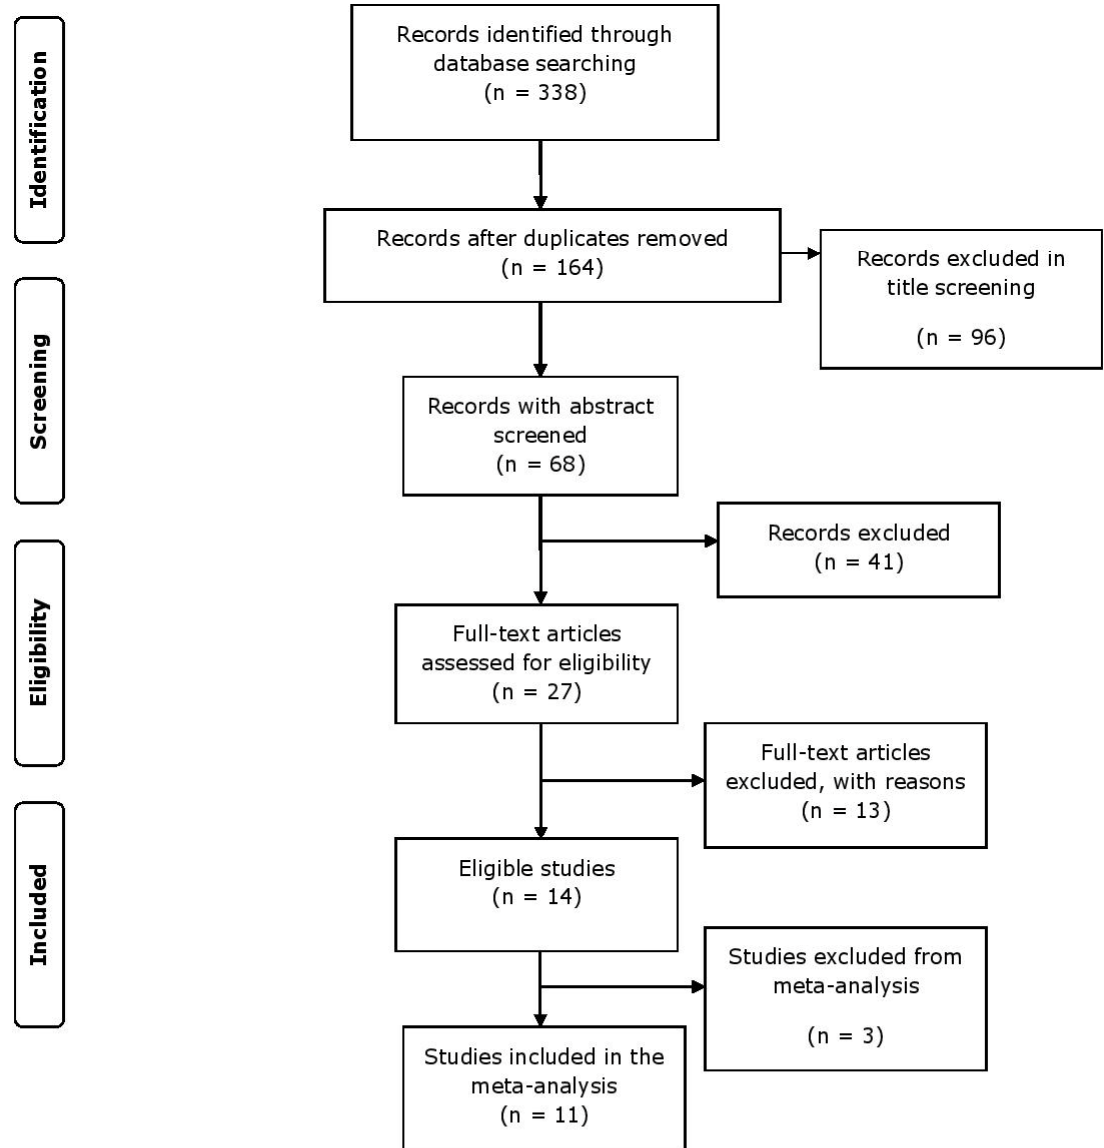 Identification
Records identified through
database searching
(n = 338)
Records after duplicates removed
(n = 164)
Records excluded in
title screening
(n = 96)
Screening
Records with abstract
screened
(n = 68)
Records excluded
(n = 41)
Eligibility
Full-text articles
assessed for eligibility
(n = 27)
Full-text articles
excluded, with reasons
(n = 13)
Included
Eligible studies
(n = 14)
Studies excluded from
meta-analysis
(n = 3)
Studies included in the
meta-analysis
(n = 11)